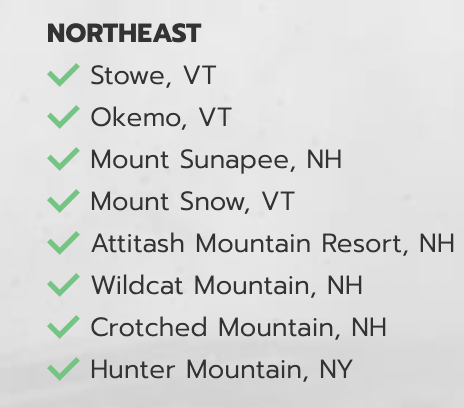 NORTHEAST
Stowe, VT
Okemo, VT
Mount Sunapee, NH
Mount Snow, VT
Attitash Mountain Resort, NH
Wildcat Mountain, NH
Crotched Mountain, NH
Hunter Mountain, NY